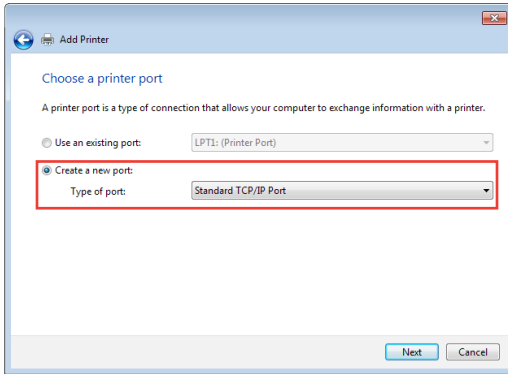 Add Printer
Choose a printer port
A printer port is a type of connection that allows your computer to exchange information with a printer.
Use an existing port: LPT1: (Printer Port)
Create a new port:
Type of port: Standard TCP/IP Port
Next Cancel